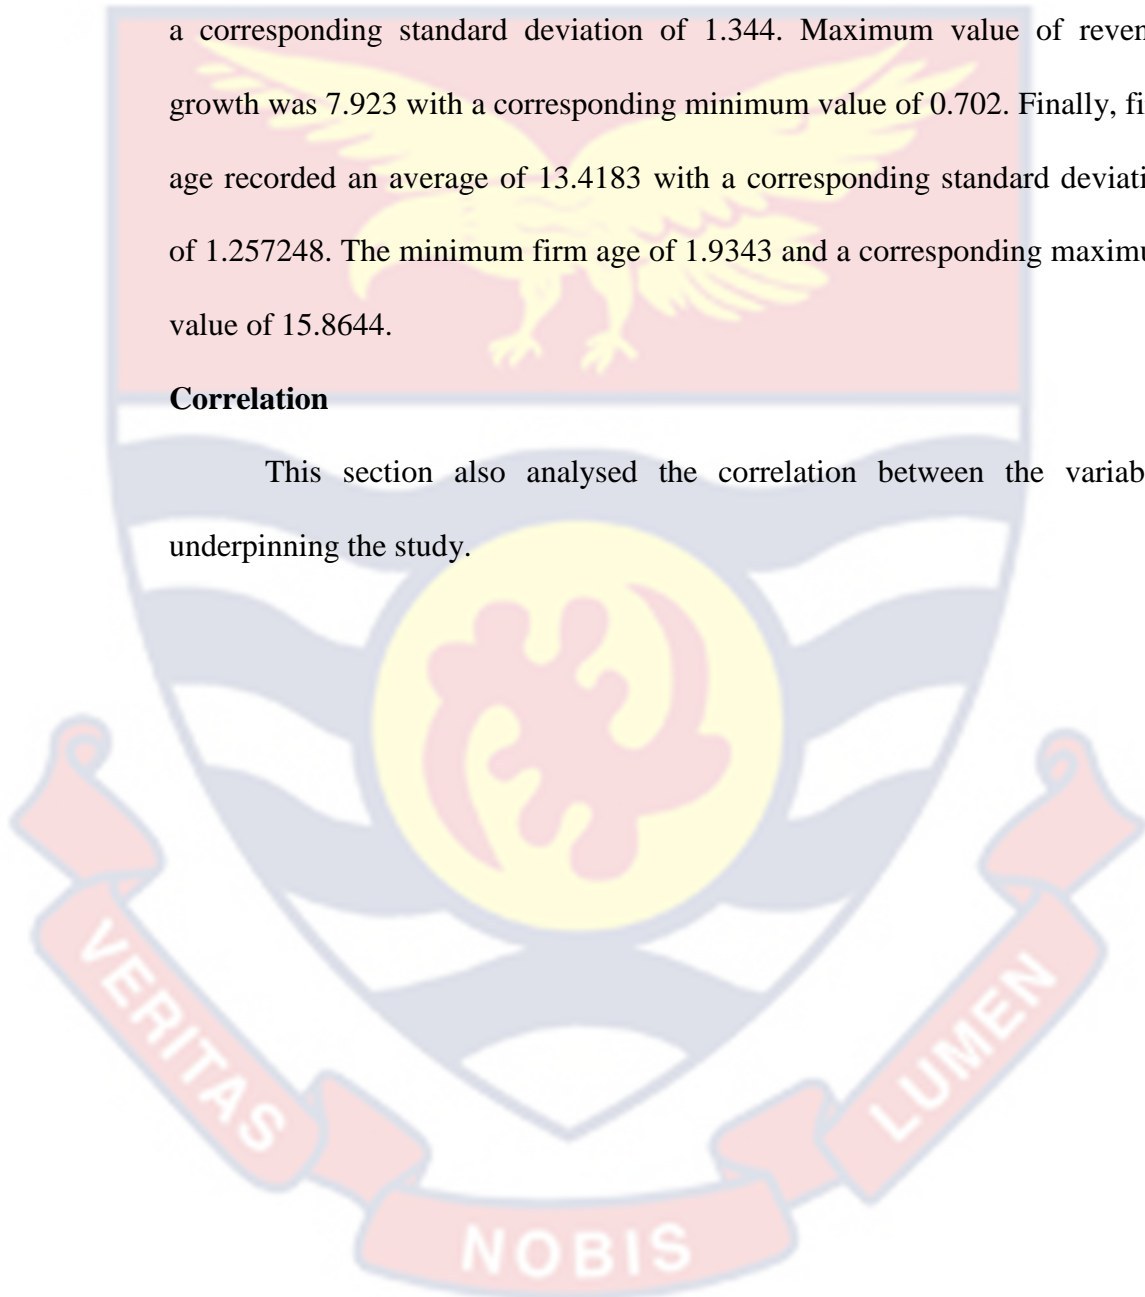 a corresponding standard deviation of 1.344. Maximum value of reven
growth was 7.923 with a corresponding minimum value of 0.702. Finally, fi
age recorded an average of 13.4183 with a corresponding standard deviati
of 1.257248. The minimum firm age of 1.9343 and a corresponding maximu
value of 15.8644.
Correlation
This section also analysed the correlation between the variab
underpinning the study.
VERITAS
NOBIS
LUMEN